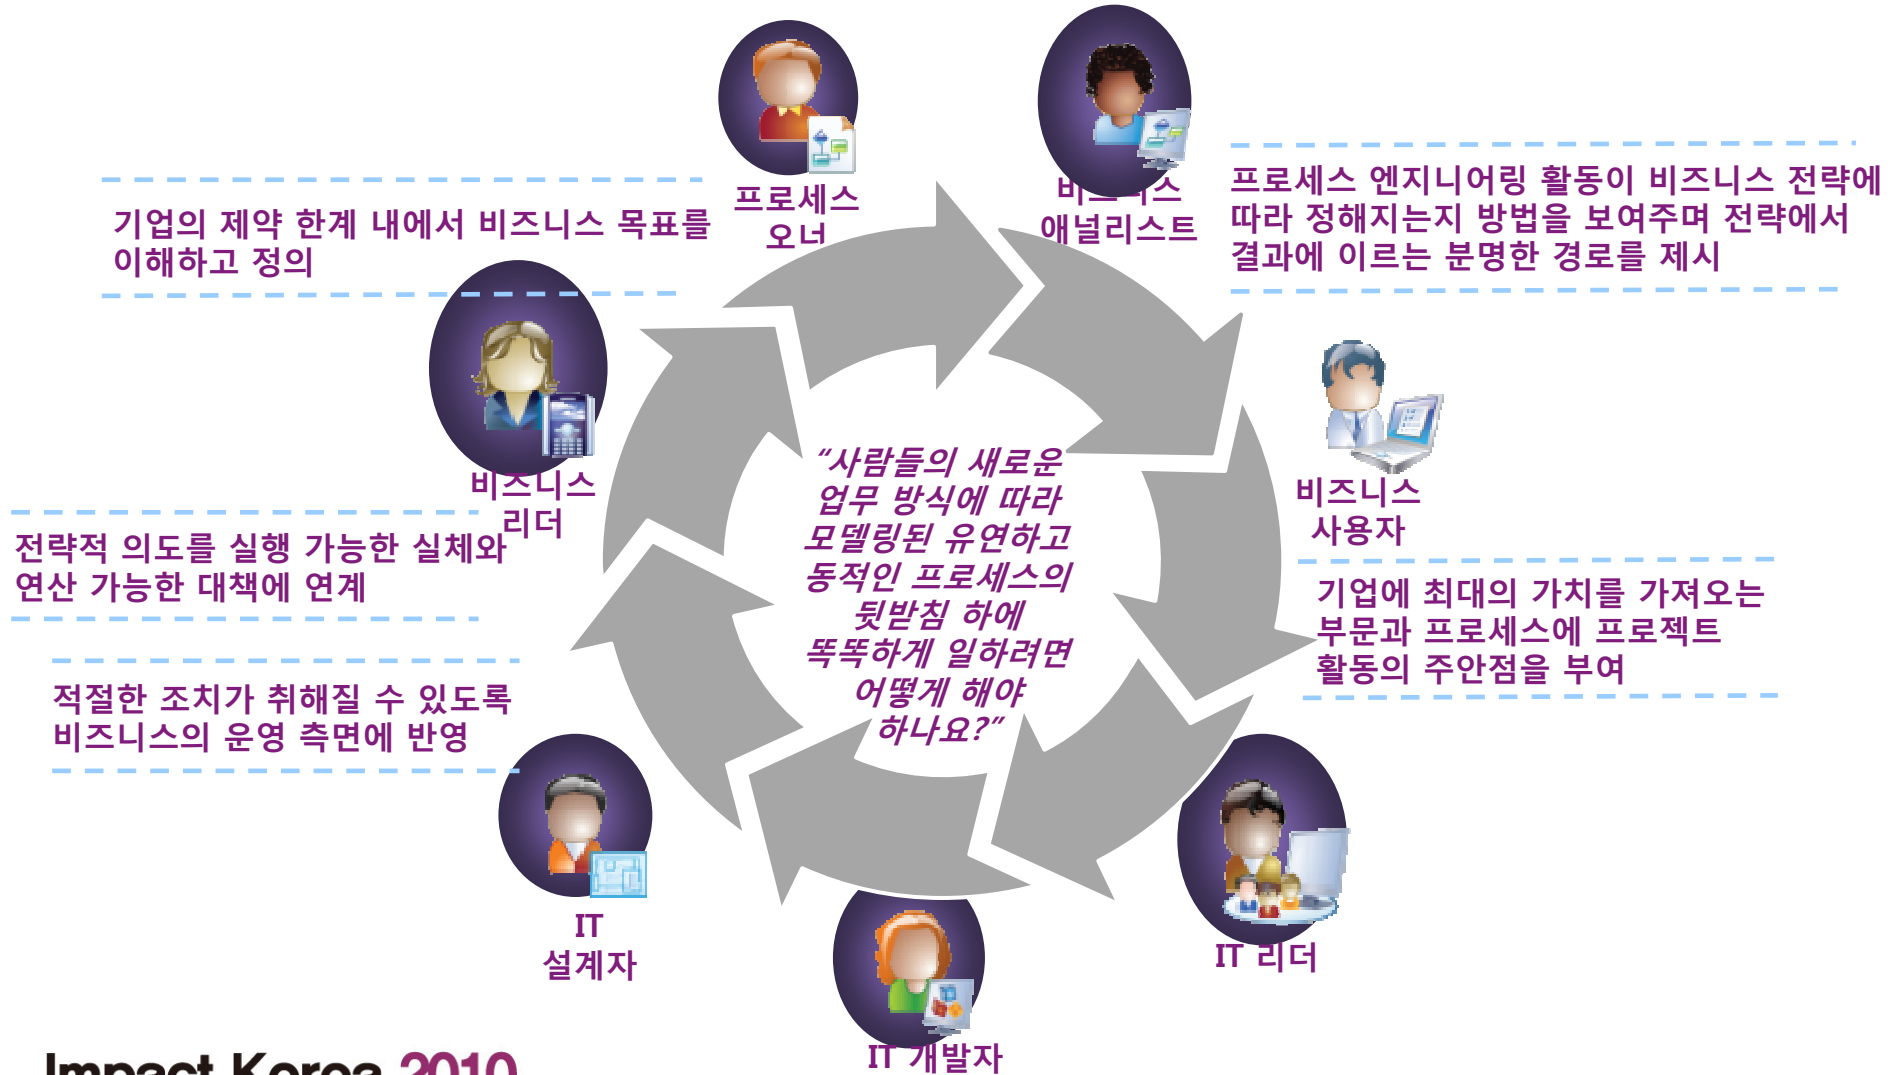 프로세스
오너
비즈니스
애널리스트
기업의 제약 한계 내에서 비즈니스 목표를
이해하고 정의
프로세스 엔지니어링 활동이 비즈니스 전략에
따라 정해지는지 방법을 보여주며 전략에서
결과에 이르는 분명한 경로를 제시
비즈니스
리더
비즈니스
사용자
“사람들의 새로운
업무 방식에 따라
모델링된 유연하고
동적인 프로세스의
뒷받침 하에
똑똑하게 일하려면
어떻게 해야
하나요?”
전략적 의도를 실행 가능한 실체와
연산 가능한 대책에 연계
기업에 최대의 가치를 가져오는
부문과 프로세스에 프로젝트
활동의 주안점을 부여
적절한 조치가 취해질 수 있도록
비즈니스의 운영 측면에 반영
IT
설계자
IT 리더
IT 개발자
Impact Korea 2010